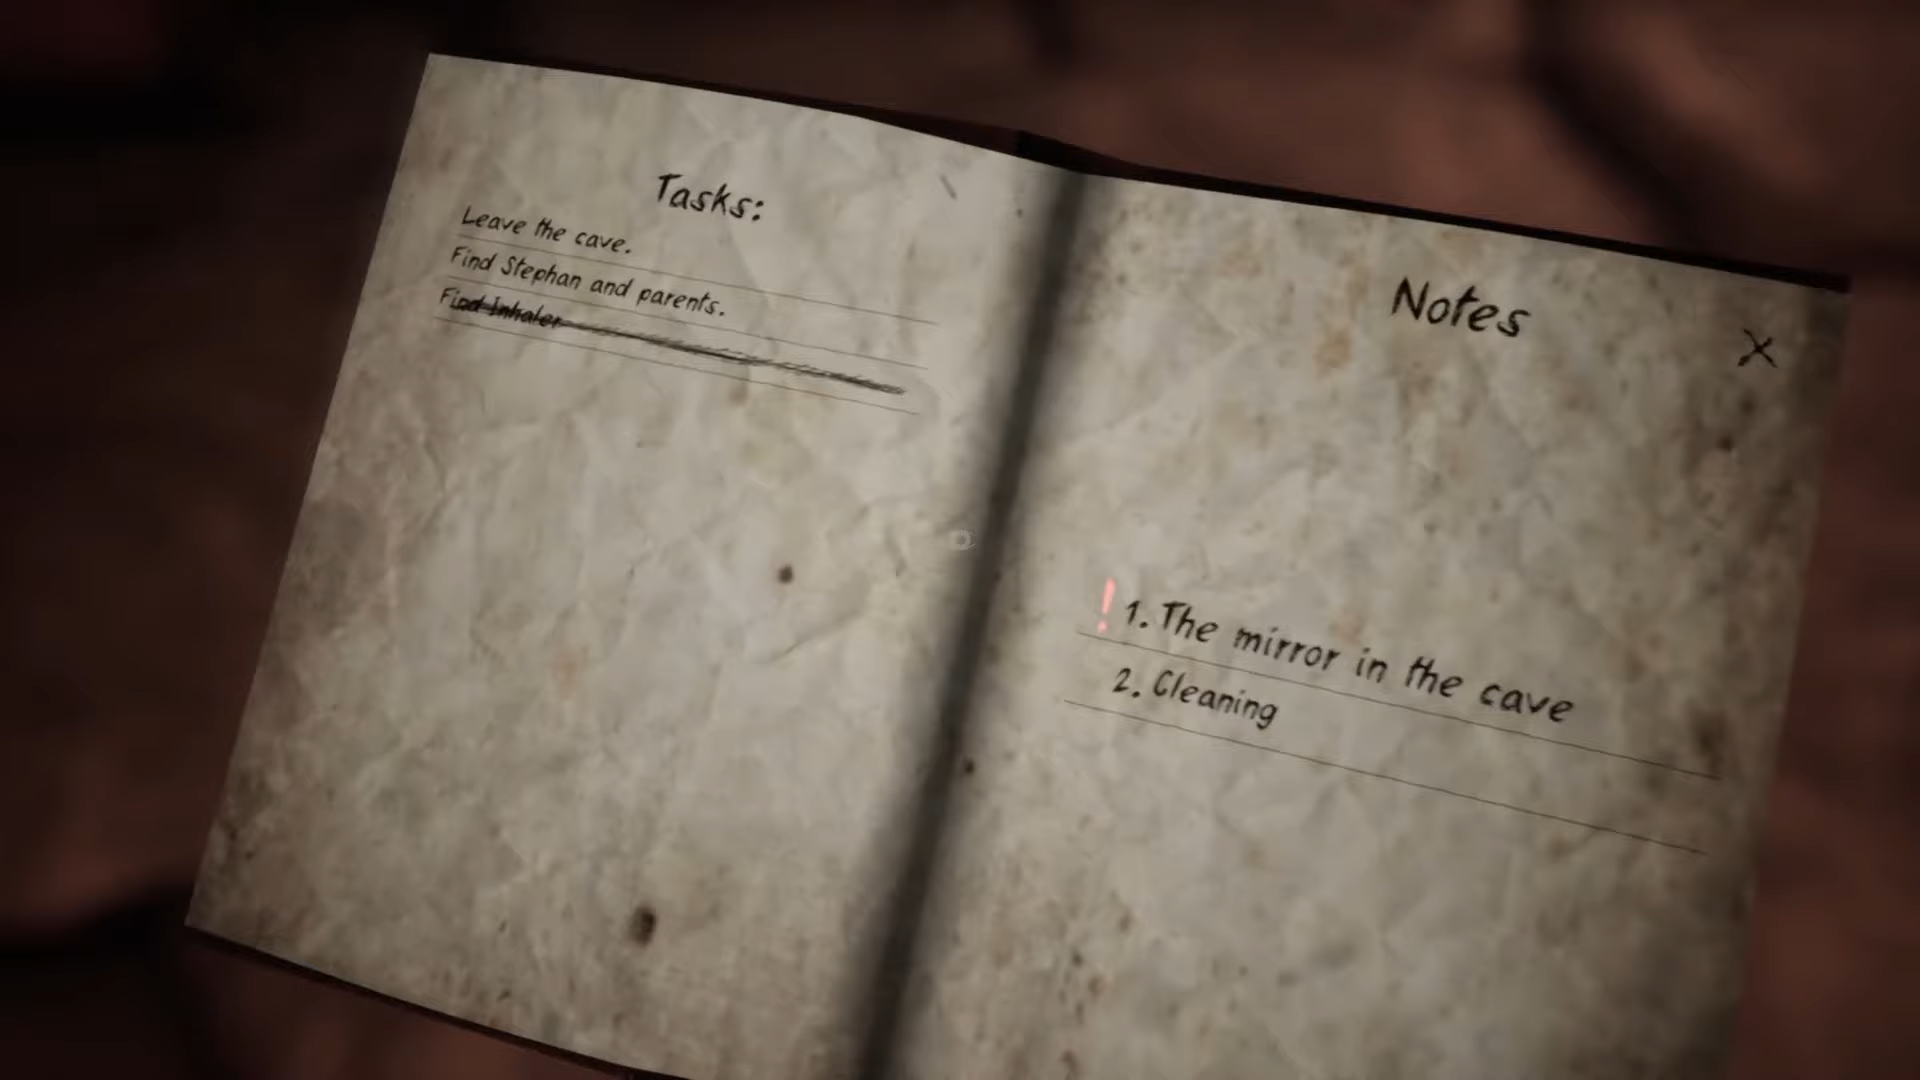 Tasks:
Leave the cave.
Find Stephan and parents.
Find Inhaler
Notes
X
! 1. The mirror in the cave
2. Cleaning